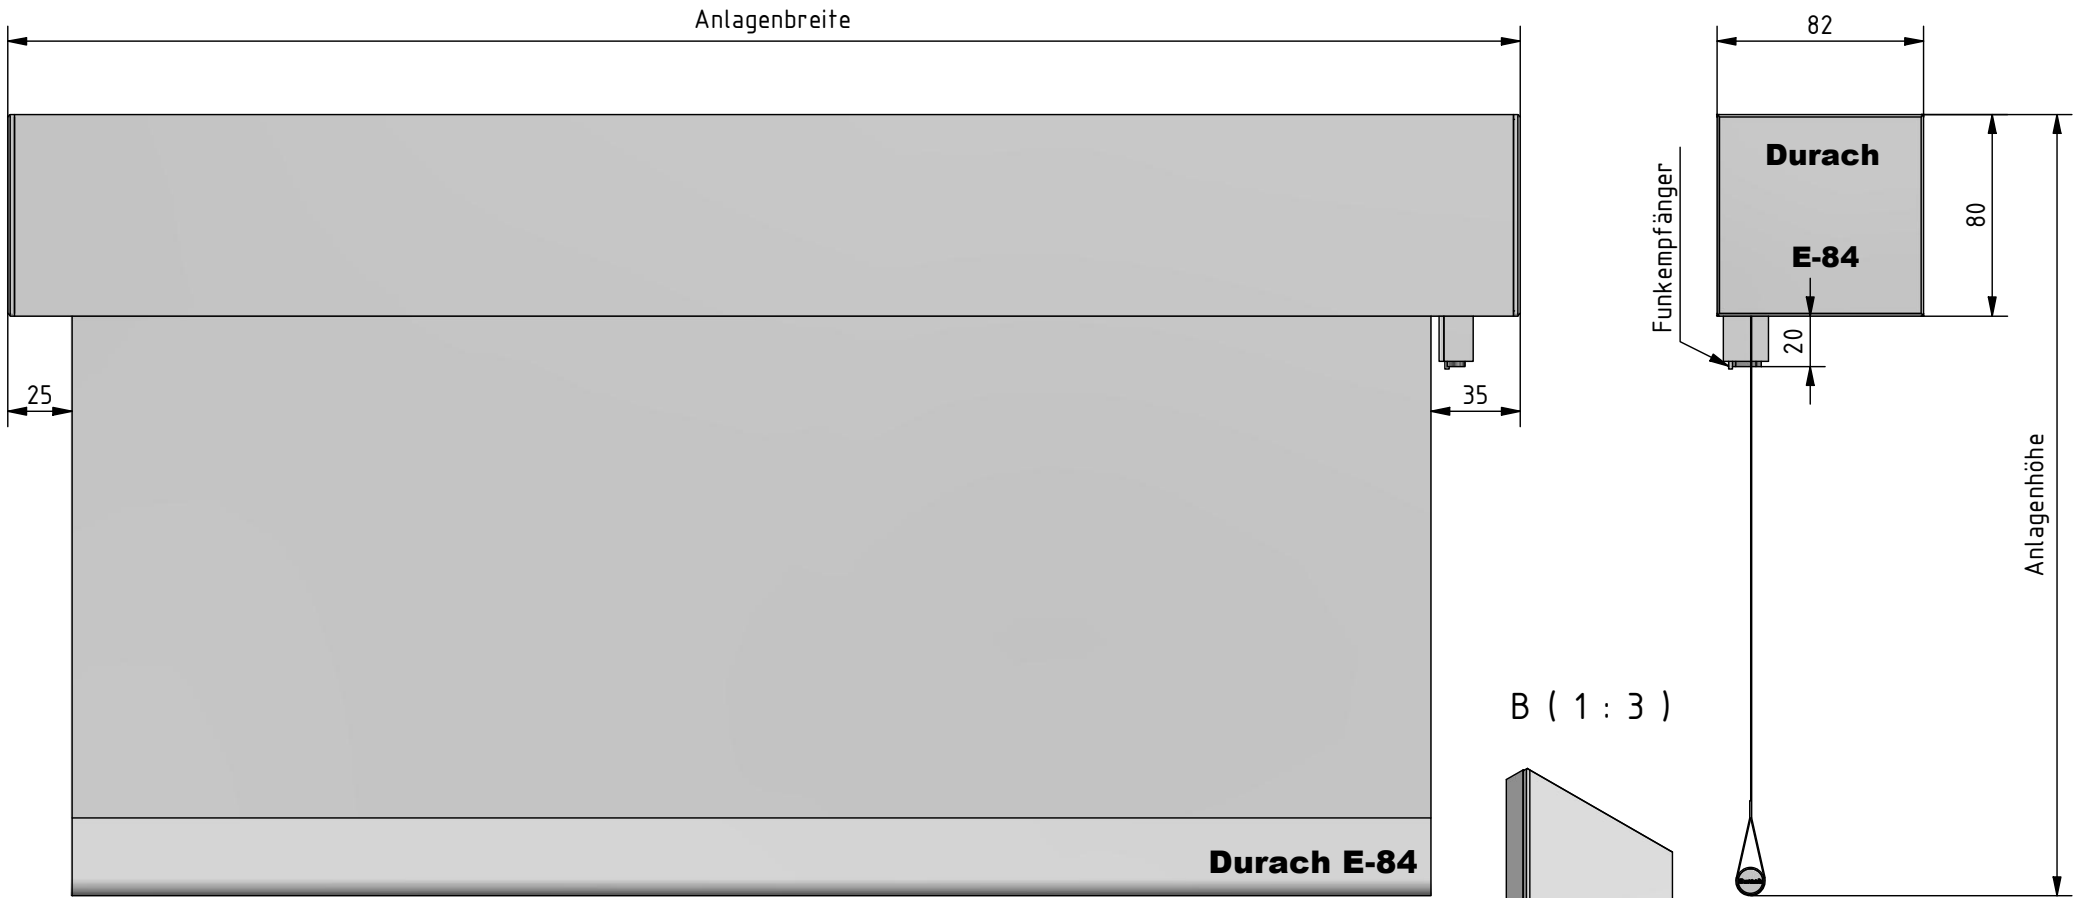 Anlagenbreite
82
Durach
E-84
80
Funkempfänger
20
25
35
Anlagenhöhe
B ( 1 : 3 )
Durach E-84